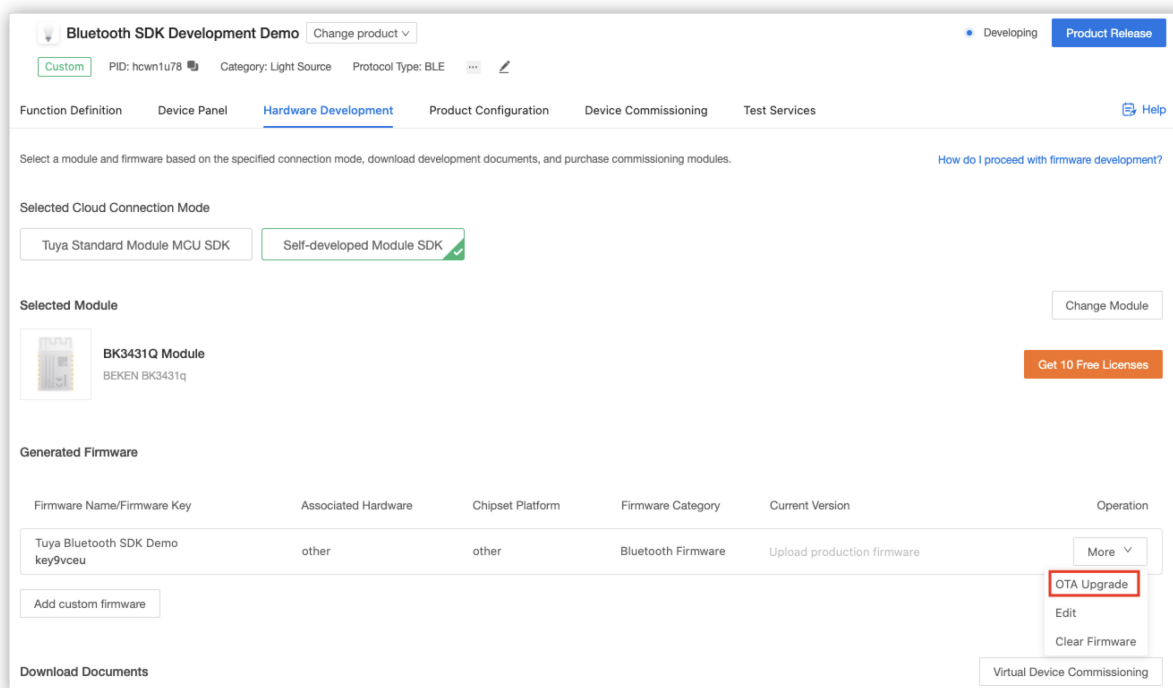 Bluetooth SDK Development Demo Change product Developing Product Release
Custom PID: hcwn1u78 Category: Light Source Protocol Type: BLE ...
Function Definition Device Panel Hardware Development Product Configuration Device Commissioning Test Services Help
Select a module and firmware based on the specified connection mode, download development documents, and purchase commissioning modules. How do I proceed with firmware development?
Selected Cloud Connection Mode
Tuya Standard Module MCU SDK Self-developed Module SDK
Selected Module Change Module
BK3431Q Module
BEKEN BK3431q
Get 10 Free Licenses
Generated Firmware
Firmware Name/Firmware Key Associated Hardware Chipset Platform Firmware Category Current Version Operation
Tuya Bluetooth SDK Demo
key9vceu
other other Bluetooth Firmware Upload production firmware More
OTA Upgrade
Add custom firmware
Edit
Clear Firmware
Download Documents Virtual Device Commissioning